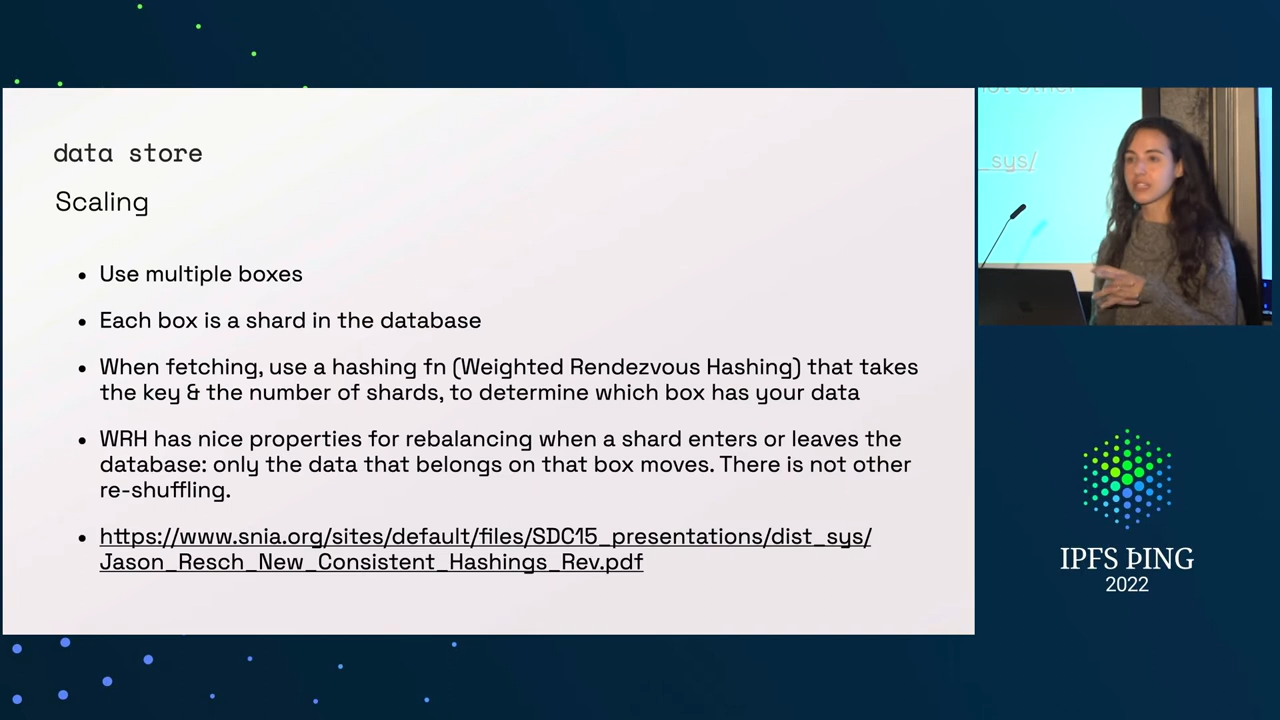 data store
Scaling
• Use multiple boxes
• Each box is a shard in the database
• When fetching, use a hashing fn (Weighted Rendezvous Hashing) that takes
the key & the number of shards, to determine which box has your data
• WRH has nice properties for rebalancing when a shard enters or leaves the
database: only the data that belongs on that box moves. There is not other
re-shuffling.
• https://www.snia.org/sites/default/files/SDC15_presentations/dist_sys/
Jason_Resch_New_Consistent_Hashings_Rev.pdf
not other
_sys/
IPFS ÞING
2022